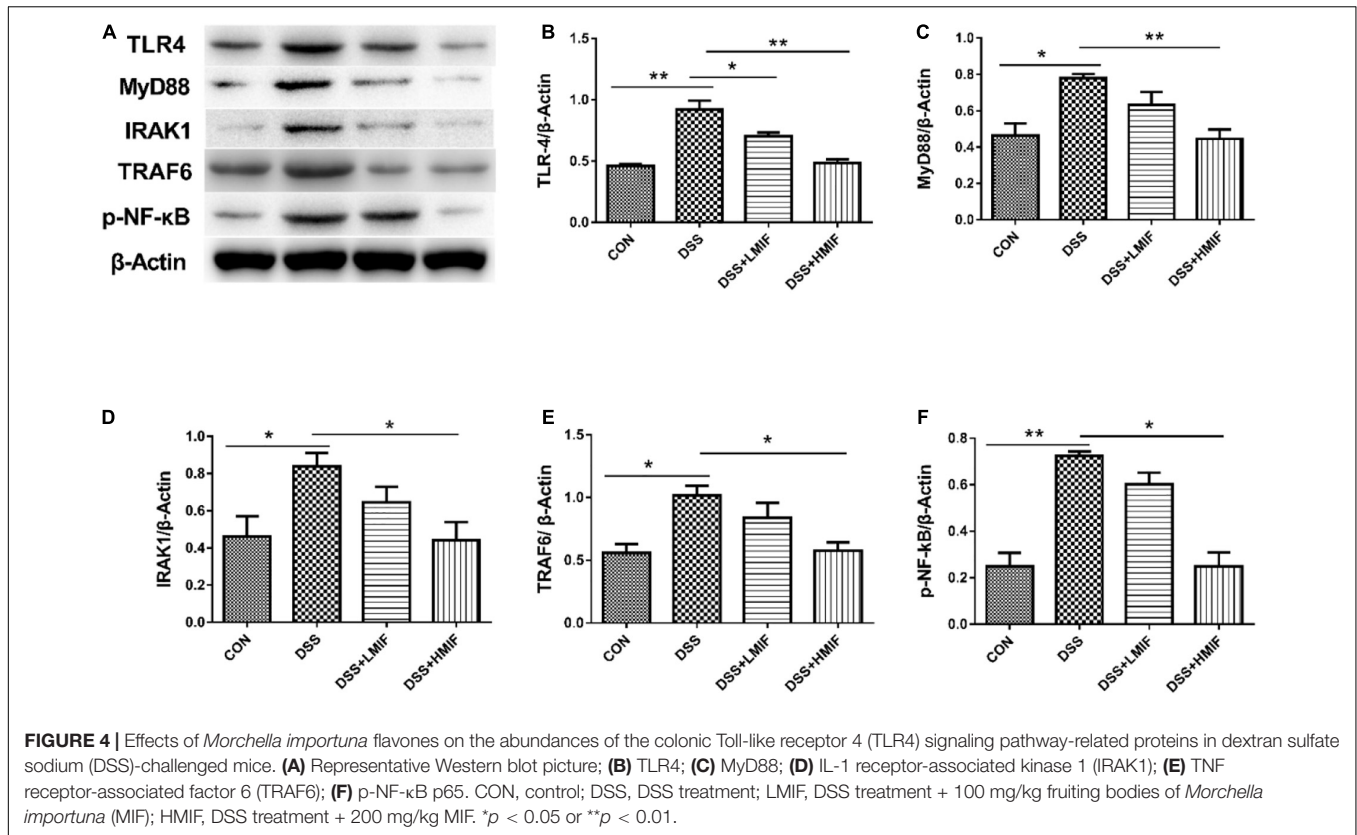 A
TLR4
MyD88
IRAK1
TRAF6
p-NF-κB
β-Actin
B
TLR-4/β-Actin
1.5
1.0
0.5
0.0
**
*
**
CON
DSS
DSS+LMIF
DSS+HMIF
C
MyD88/β-Actin
1.0
0.8
0.6
0.4
0.2
0.0
*
**
CON
DSS
DSS+LMIF
DSS+HMIF
D
IRAK1/β-Actin
1.0
0.8
0.6
0.4
0.2
0.0
*
*
CON
DSS
DSS+LMIF
DSS+HMIF
E
TRAF6/ β-Actin
1.5
1.0
0.5
0.0
*
*
CON
DSS
DSS+LMIF
DSS+HMIF
F
p-NF-kB/β-Actin
0.8
0.6
0.4
0.2
0.0
**
*
CON
DSS
DSS+LMIF
DSS+HMIF
FIGURE 4 | Effects of Morchella importuna flavones on the abundances of the colonic Toll-like receptor 4 (TLR4) signaling pathway-related proteins in dextran sulfate
sodium (DSS)-challenged mice. (A) Representative Western blot picture; (B) TLR4; (C) MyD88; (D) IL-1 receptor-associated kinase 1 (IRAK1); (E) TNF
receptor-associated factor 6 (TRAF6); (F) p-NF-κB p65. CON, control; DSS, DSS treatment; LMIF, DSS treatment + 100 mg/kg fruiting bodies of Morchella
importuna (MIF); HMIF, DSS treatment + 200 mg/kg MIF. *p < 0.05 or **p < 0.01.